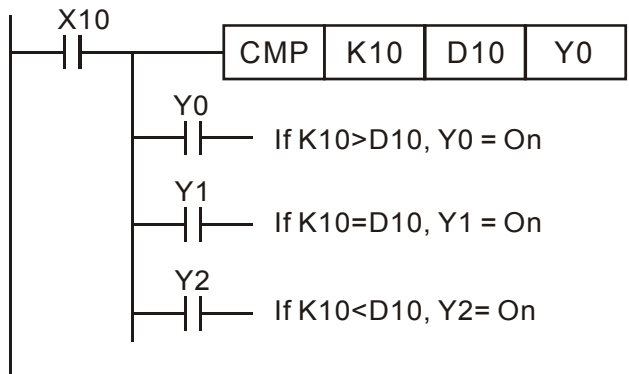 X10
CMP K10 D10 Y0
Y0
If K10>D10, Y0 = On
Y1
If K10=D10, Y1 = On
Y2
If K10<D10, Y2= On